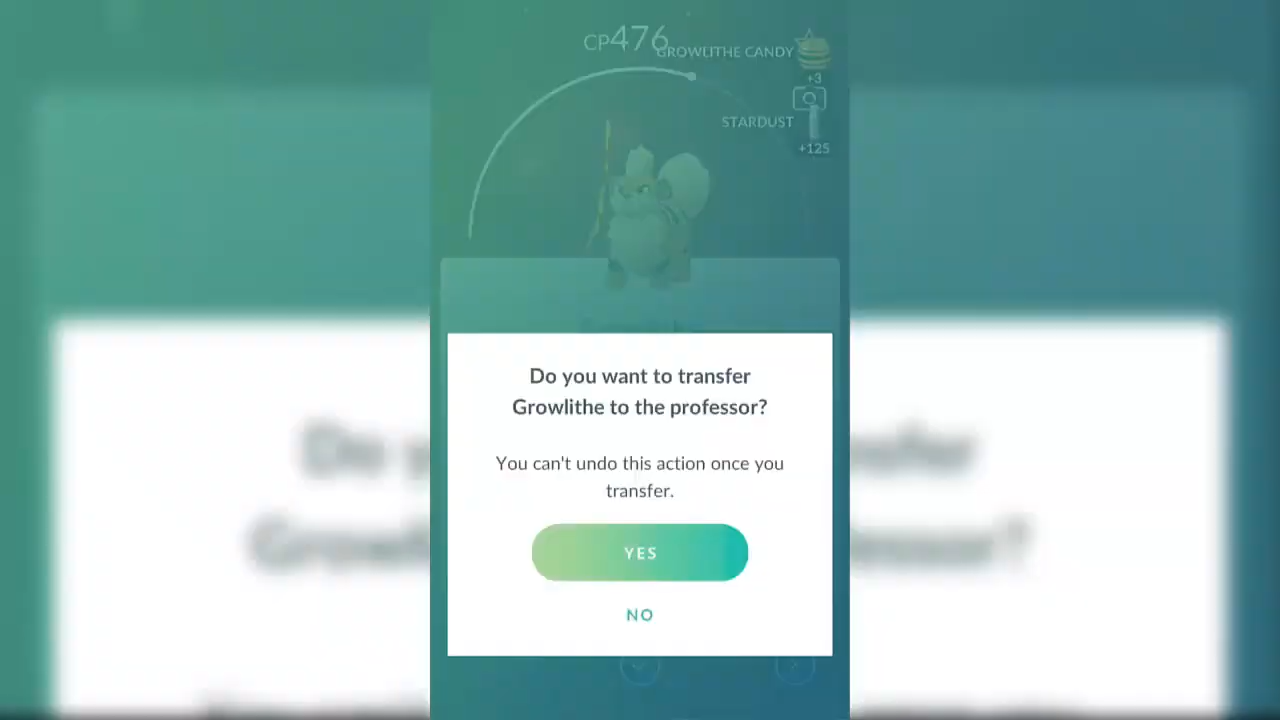 CP476
GROWLITHE CANDY
+3
STARDUST
+125
Do you want to transfer
Growlithe to the professor?
You can't undo this action once you
transfer.
YES
NO